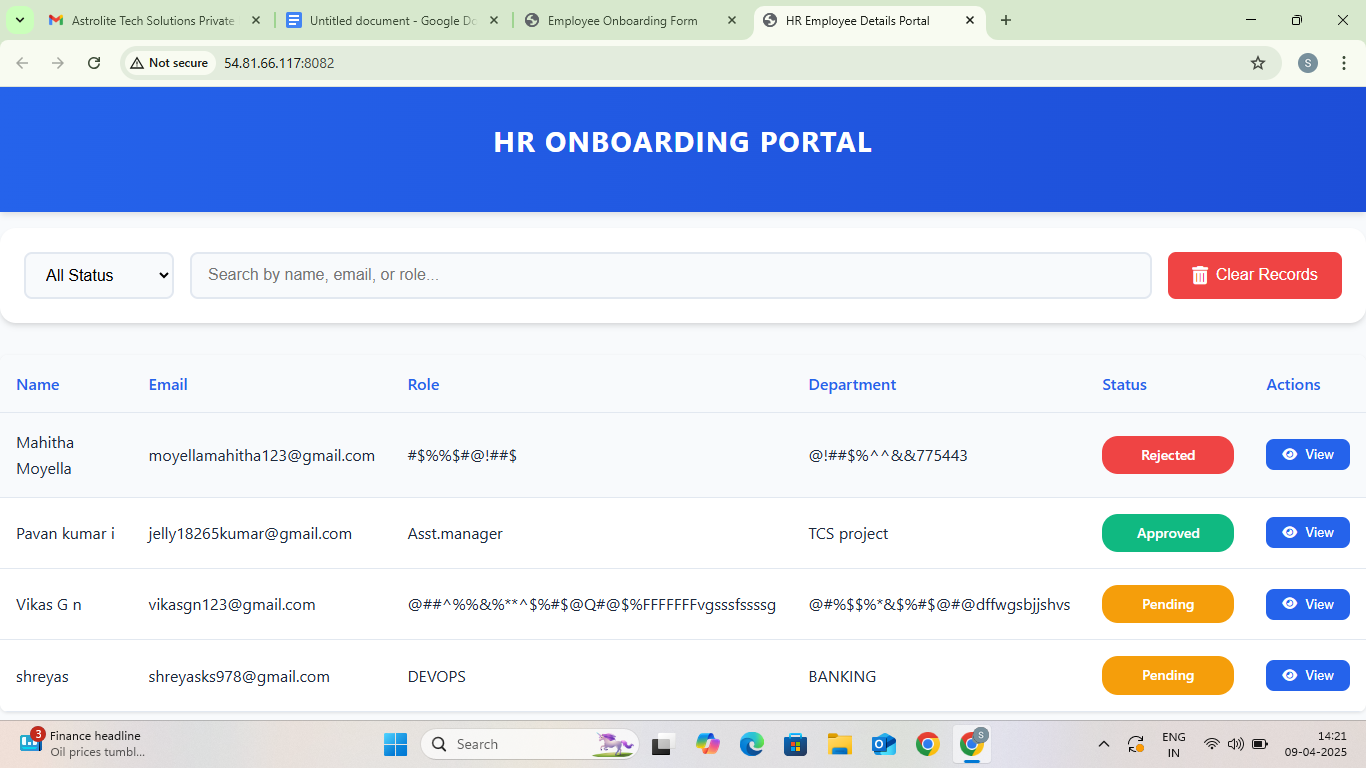 Astrolite Tech Solutions Private
Untitled document - Google Do
Employee Onboarding Form
HR Employee Details Portal
Not secure
54.81.66.117:8082
S
HR ONBOARDING PORTAL
All Status
Search by name, email, or role...
Clear Records
Name Email Role Department Status Actions
Mahitha
Moyella
moyellamahitha123@gmail.com #$%%$#@!##$ @!##$%^^&&775443 Rejected View
Pavan kumar i jelly18265kumar@gmail.com Asst.manager TCS project Approved View
Vikas G n vikasgn123@gmail.com @##^%%&%**^$%#$@Q#@$%FFFFFFFvgsssfssssg @#%$$%*&$%#$@#@dffwgsbjjshvs Pending View
shreyas shreyasks978@gmail.com DEVOPS BANKING Pending View
3
Finance headline
Oil prices tumbl...
Search
S
ENG
IN
14:21
09-04-2025